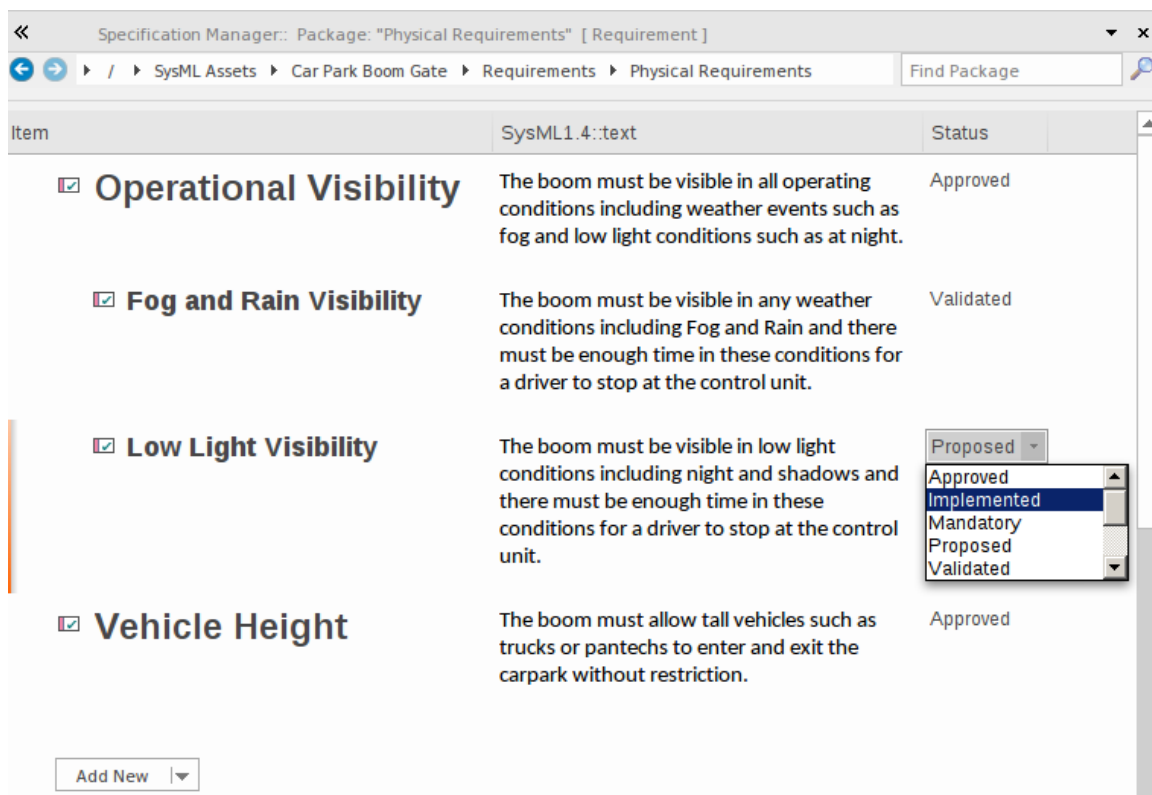 Specification Manager:: Package: "Physical Requirements" [ Requirement ]
/ SysML Assets Car Park Boom Gate Requirements Physical Requirements Find Package
Item SysML1.4::text Status
Operational Visibility The boom must be visible in all operating Approved
conditions including weather events such as
fog and low light conditions such as at night.
Fog and Rain Visibility The boom must be visible in any weather Validated
conditions including Fog and Rain and there
must be enough time in these conditions for
a driver to stop at the control unit.
Low Light Visibility The boom must be visible in low light Proposed
conditions including night and shadows and Approved
there must be enough time in these Implemented
conditions for a driver to stop at the control Mandatory
unit. Proposed
Validated
Vehicle Height The boom must allow tall vehicles such as Approved
trucks or pantechs to enter and exit the
carpark without restriction.
Add New